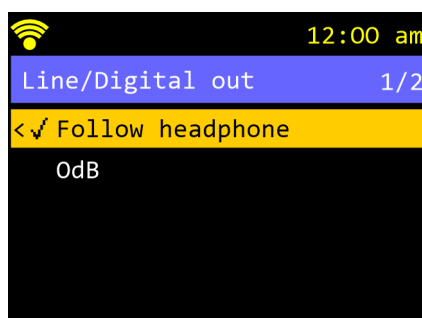 12:00 am
Line/Digital out 1/2
<✓ Follow headphone
0dB